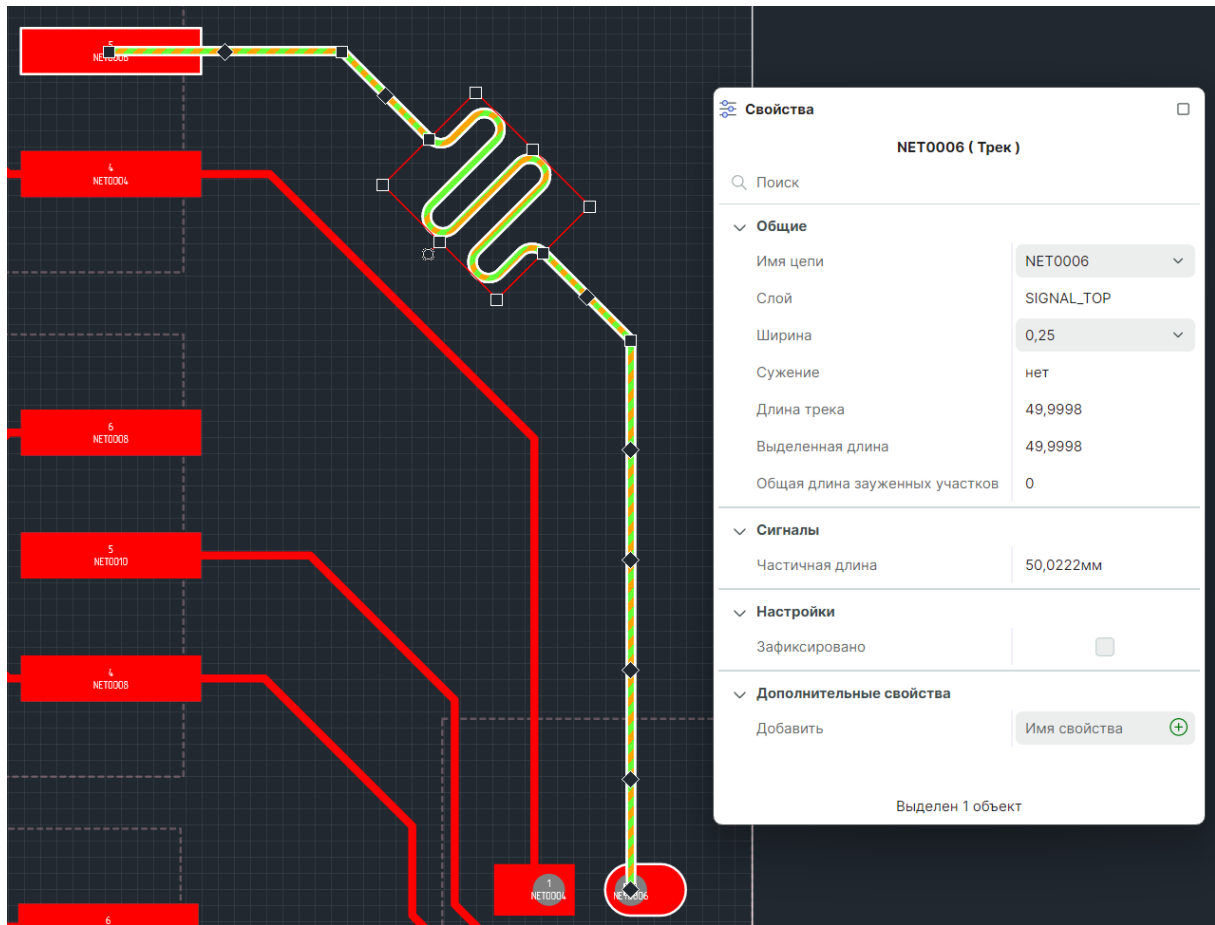 5
4
NET0004
6
NET0008
5
NET0010
4
NET0008
6
1
NET0004
NET0006
Свойства
NET0006 ( Трек )
Поиск
Общие
Имя цепи NET0006
Слой SIGNAL_TOP
Ширина 0,25
Сужение нет
Длина трека 49,9998
Выделенная длина 49,9998
Общая длина зауженных участков 0
Сигналы
Частичная длина 50,0222мм
Настройки
Зафиксировано
Дополнительные свойства
Добавить Имя свойства
Выделен 1 объект